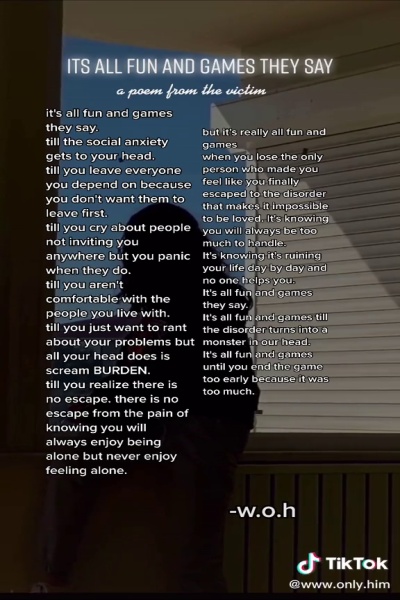 ITS ALL FUN AND GAMES THEY SAY
a poem from the victim
it's all fun and games
they say.
till the social anxiety
gets to your head.
till you leave everyone
you depend on because
you don't want them to
leave first.
till you cry about people
not inviting you
anywhere but you panic
when they do.
till you aren't
comfortable with the
people you live with.
till you just want to rant
about your problems but
all your head does is
scream BURDEN.
till you realize there is
no escape. there is no
escape from the pain of
knowing you will
always enjoy being
alone but never enjoy
feeling alone.
but it's really all fun and
games
when you lose the only
person who made you
feel like you finally
escaped to the disorder
that makes it impossible
to be loved. It's knowing
you will always be too
much to handle.
It's knowing it's ruining
your life day by day and
no one helps you.
It's all fun and games
they say.
It's all fun and games till
the disorder turns into a
monster in our head.
It's all fun and games
until you end the game
too early because it was
too much.
-w.o.h
TikTok
@www.only.him